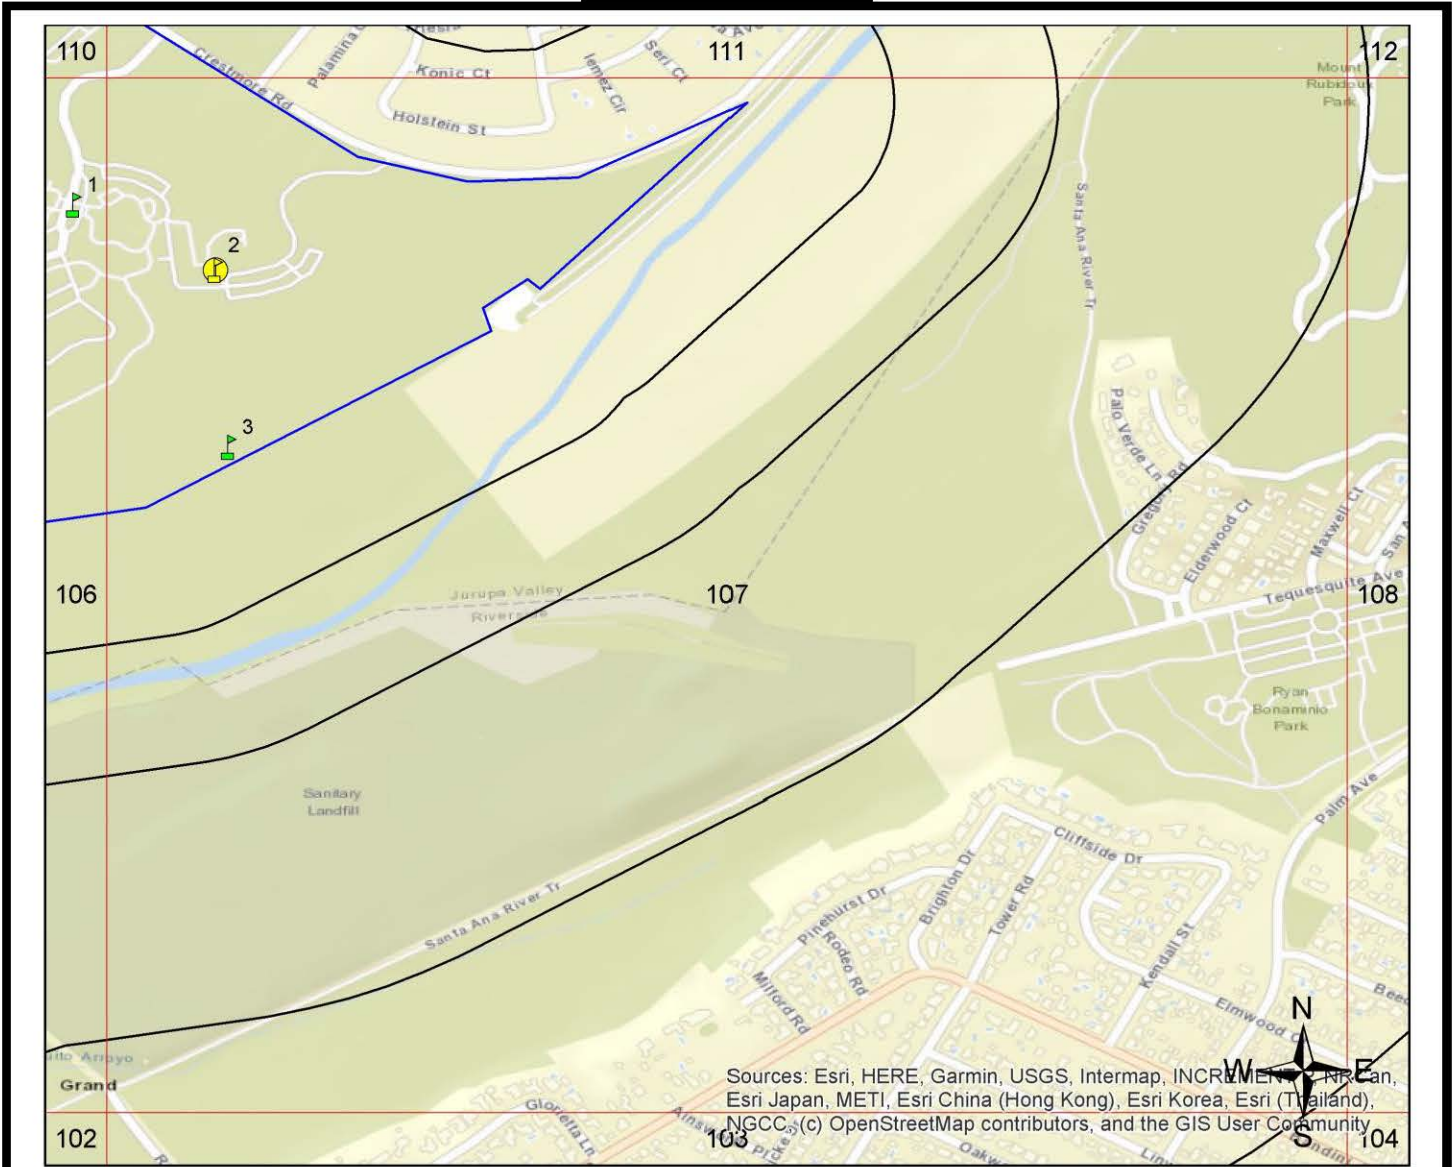 110
111
112
Crestmore Rd
Palamina
Konic Ct
Seri Ct
Holstein St
Mount
Rubidoux
Park
1
2
3
Santa Ana River Tr
Palo Verde Ln
Gregory Rd
Elderwood Ct
Maxwell Ct
Tequesquite Ave
106
107
108
Jurupa Valley
Riverside
Ryan
Bonaminio
Park
Sanitary
Landfill
Palm Ave
Cliffside Dr
Brighton Dr
Tower Rd
Pinehurst Dr
Rodeo Rd
Milford Rd
Kendall St
Elmwood
Santa Ana River Tr
Arroyo
Grand
Glorietta Ln
N
W
E
S
Sources: Esri, HERE, Garmin, USGS, Intermap, INCREMENT P, NRCan,
Esri Japan, METI, Esri China (Hong Kong), Esri Korea, Esri (Thailand),
NGCC, (c) OpenStreetMap contributors, and the GIS User Community
102
103
104